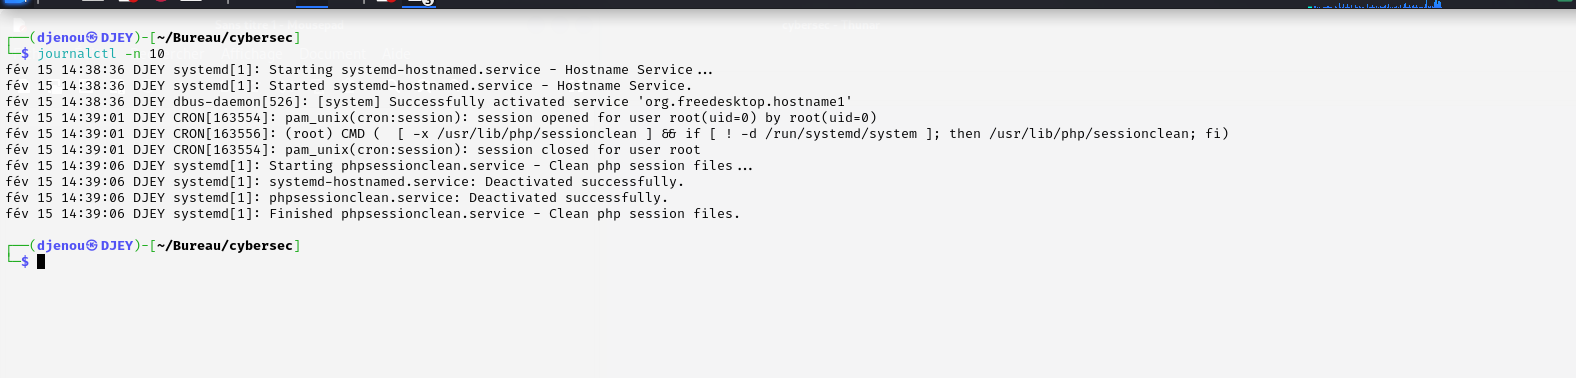 ┌──(djenou㉿DJEY)-[~/Bureau/cybersec]
└─$ journalctl -n 10
fév 15 14:38:36 DJEY systemd[1]: Starting systemd-hostnamed.service - Hostname Service...
fév 15 14:38:36 DJEY systemd[1]: Started systemd-hostnamed.service - Hostname Service.
fév 15 14:38:36 DJEY dbus-daemon[526]: [system] Successfully activated service 'org.freedesktop.hostname1'
fév 15 14:39:01 DJEY CRON[163554]: pam_unix(cron:session): session opened for user root(uid=0) by root(uid=0)
fév 15 14:39:01 DJEY CRON[163556]: (root) CMD (  [ -x /usr/lib/php/sessionclean ] && if [ ! -d /run/systemd/system ]; then /usr/lib/php/sessionclean; fi)
fév 15 14:39:01 DJEY CRON[163554]: pam_unix(cron:session): session closed for user root
fév 15 14:39:06 DJEY systemd[1]: Starting phpsessionclean.service - Clean php session files...
fév 15 14:39:06 DJEY systemd[1]: systemd-hostnamed.service: Deactivated successfully.
fév 15 14:39:06 DJEY systemd[1]: phpsessionclean.service: Deactivated successfully.
fév 15 14:39:06 DJEY systemd[1]: Finished phpsessionclean.service - Clean php session files.
┌──(djenou㉿DJEY)-[~/Bureau/cybersec]
└─$